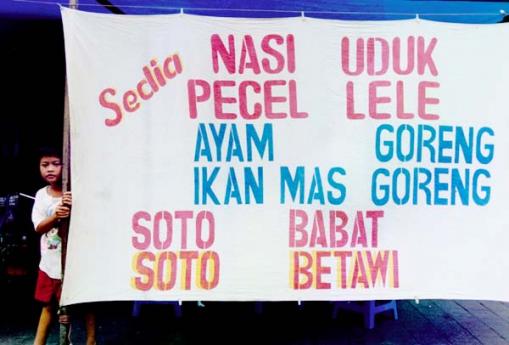 Sedia
NASI UDUK
PECEL LELE
AYAM GORENG
IKAN MAS GORENG
SOTO BABAT
SOTO BETAWI